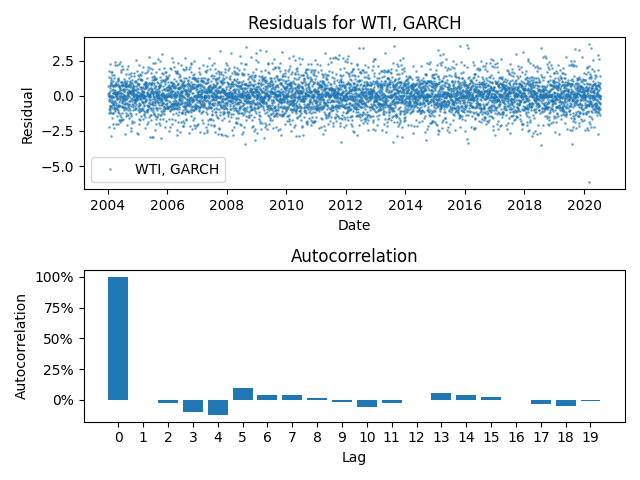 Residuals for WTI, GARCH
2.5
0.0
−2.5
−5.0
Residual
WTI, GARCH
2004 2006 2008 2010 2012 2014 2016 2018 2020
Date
Autocorrelation
100%
75%
50%
25%
0%
Autocorrelation
0 1 2 3 4 5 6 7 8 9 10 11 12 13 14 15 16 17 18 19
Lag